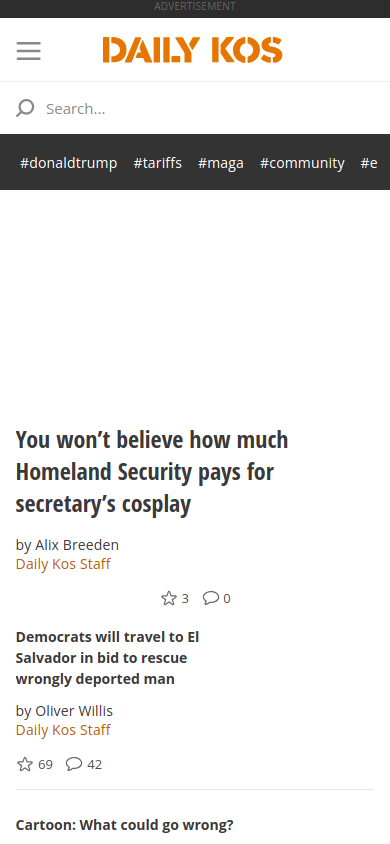 ADVERTISEMENT
DAILY KOS
Search...
#donaldtrump #tariffs #maga #community #e
You won’t believe how much
Homeland Security pays for
secretary’s cosplay
by Alix Breeden
Daily Kos Staff
3 0
Democrats will travel to El
Salvador in bid to rescue
wrongly deported man
by Oliver Willis
Daily Kos Staff
69 42
Cartoon: What could go wrong?